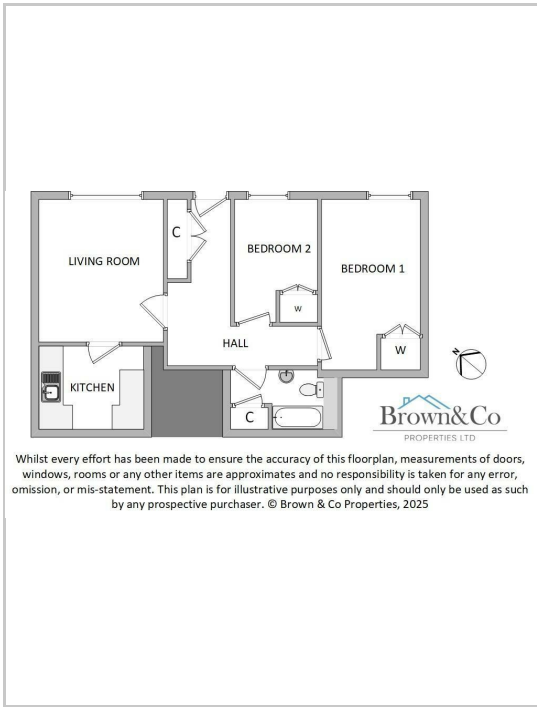 C
BEDROOM 2
LIVING ROOM
BEDROOM 1
W
HALL
W
N
KITCHEN
C
Brown&Co
PROPERTIES LTD
Whilst every effort has been made to ensure the accuracy of this floorplan, measurements of doors,
windows, rooms or any other items are approximates and no responsibility is taken for any error,
omission, or mis-statement. This plan is for illustrative purposes only and should only be used as such
by any prospective purchaser. © Brown & Co Properties, 2025